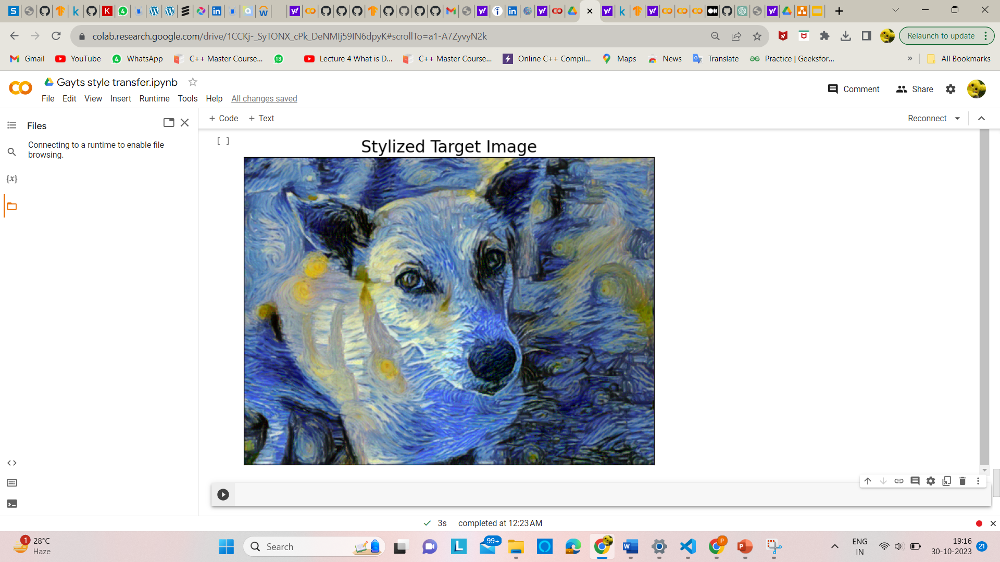 colab.research.google.com/drive/1CCKj-_SyTONX_cPk_DeNMIj59IN6dpyK#scrollTo=a1-A7ZyvyN2k
Relaunch to update
Gmail YouTube WhatsApp C++ Master Course... Lecture 4 What is D... C++ Master Course... Online C++ Compil... Maps News Translate Practice | Geeksfor... » All Bookmarks
Gayts style transfer.ipynb
Comment Share
File Edit View Insert Runtime Tools Help All changes saved
Files
+ Code + Text
Reconnect
Connecting to a runtime to enable file
browsing.
[ ]
Stylized Target Image
{x}
3s completed at 12:23 AM
1
28°C
Haze
Search
99+
ENG
IN
19:16
30-10-2023
21